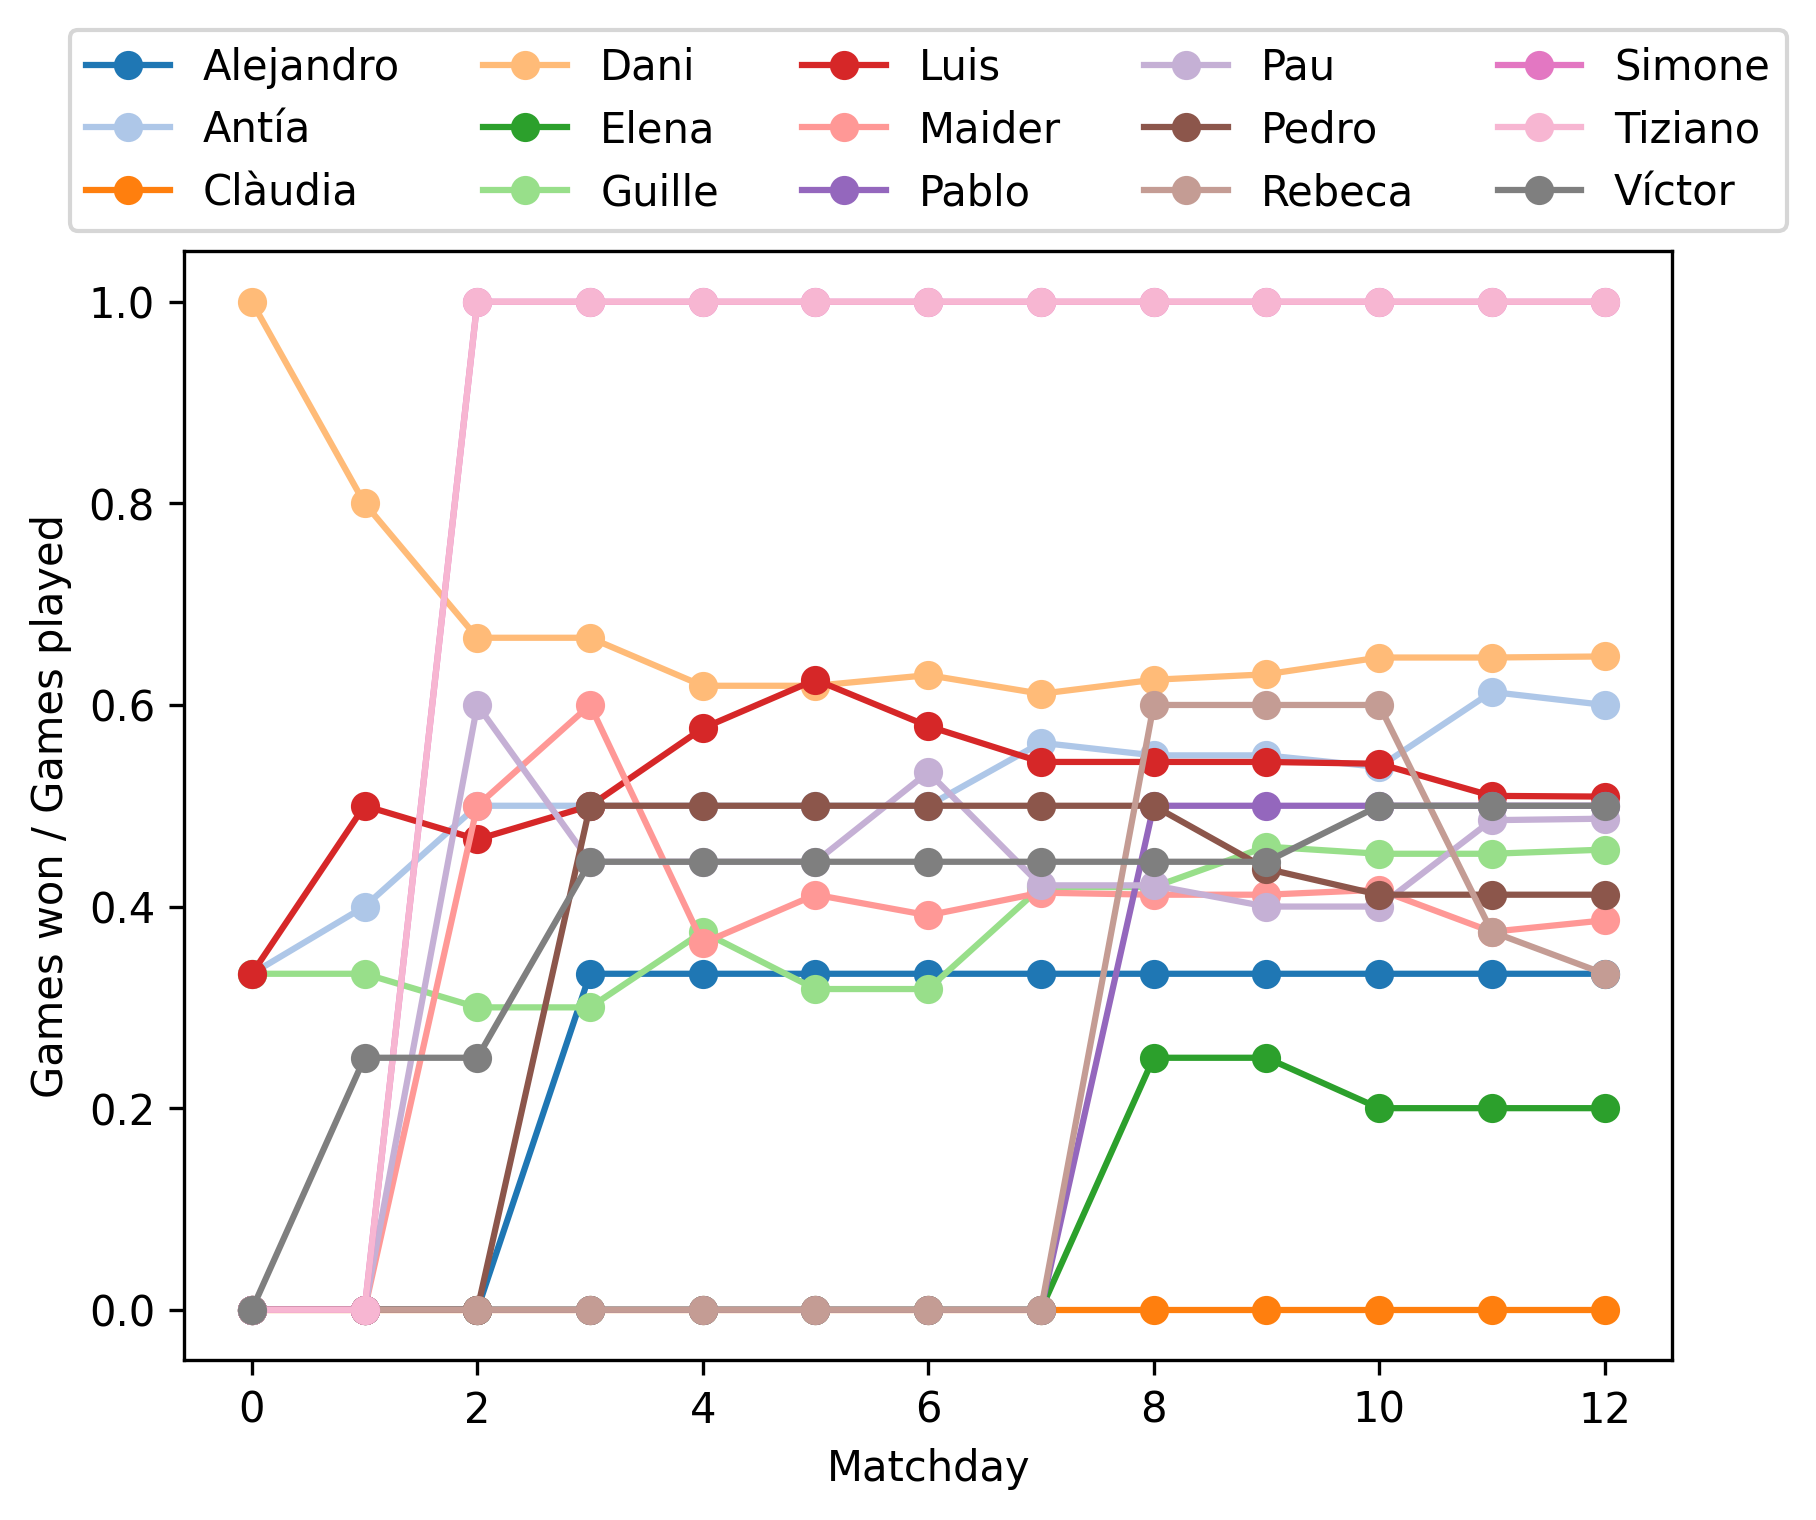 Alejandro Dani Luis Pau Simone
Antía Elena Maider Pedro Tiziano
Clàudia Guille Pablo Rebeca Víctor
1.0
0.8
0.6
0.4
0.2
0.0
Games won / Games played
0 2 4 6 8 10 12
Matchday